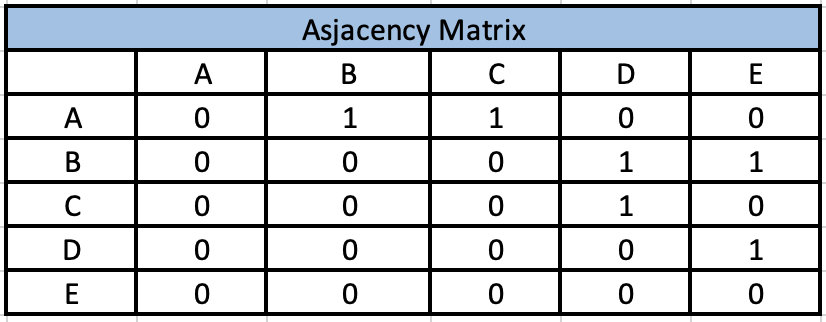 Asjacency Matrix
A B C D E
A 0 1 1 0 0
B 0 0 0 1 1
C 0 0 0 1 0
D 0 0 0 0 1
E 0 0 0 0 0